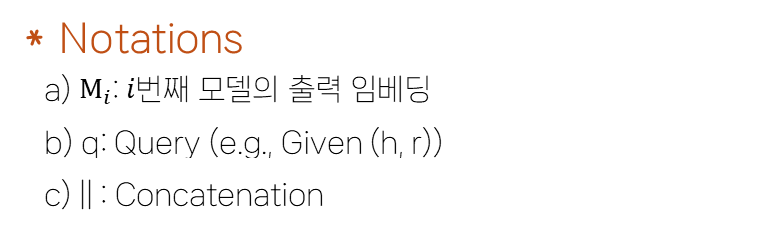 * Notations
a) Mᵢ: i번째 모델의 출력 임베딩
b) q: Query (e.g., Given (h, r))
c) || : Concatenation